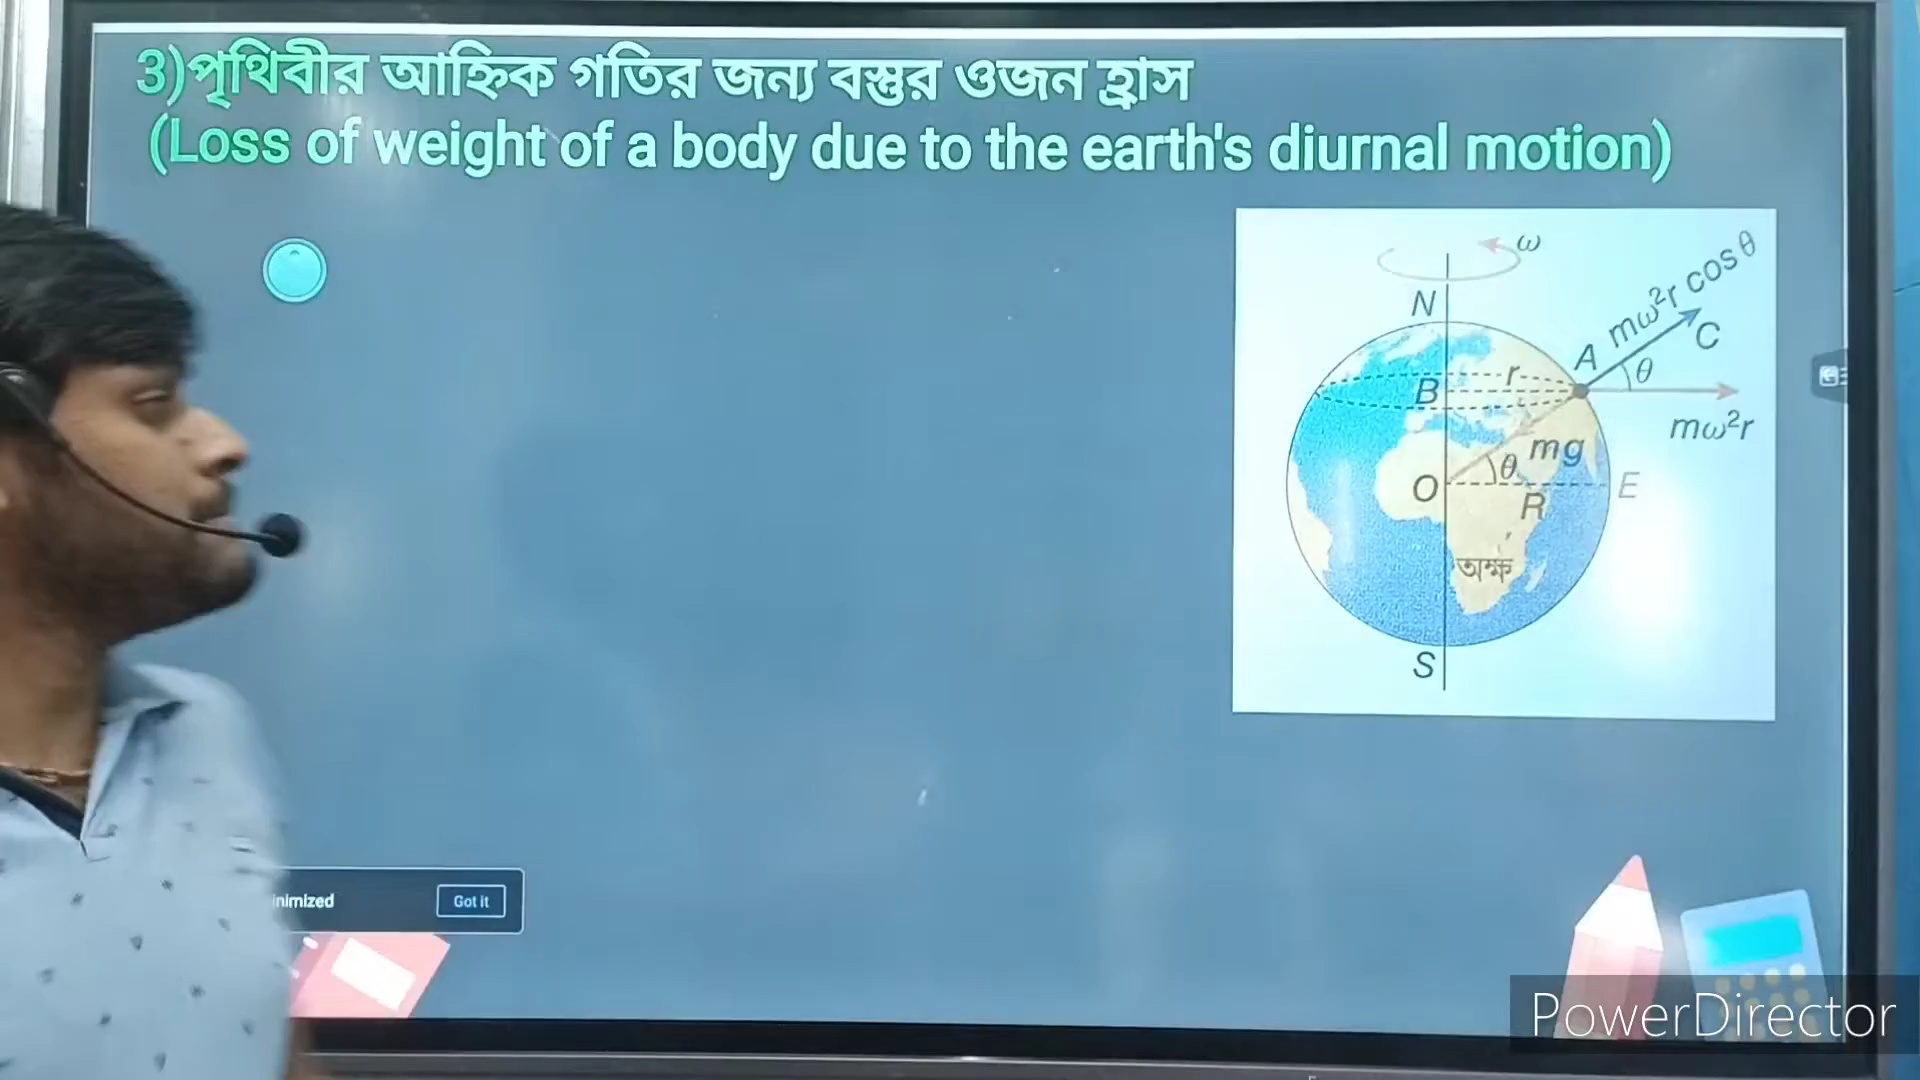 3)পৃথিবীর আহ্নিক গতির জন্য বস্তুর ওজন হ্রাস
(Loss of weight of a body due to the earth's diurnal motion)
ω
N
mω²r cos θ
C
A
θ
r
B
mω²r
mg
θ
O
E
R
অক্ষ
S
inimized
Got it
PowerDirector